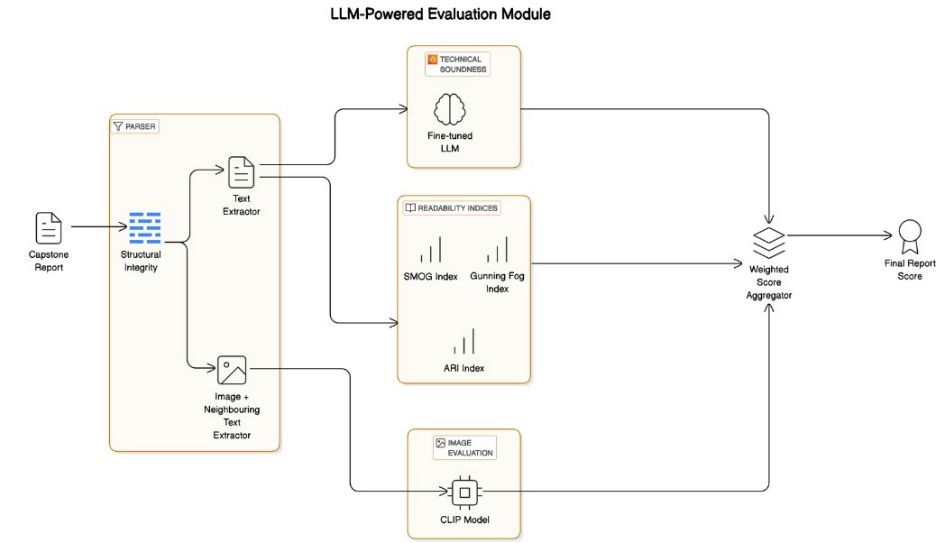 LLM-Powered Evaluation Module
TECHNICAL
SOUNDNESS
Fine-tuned
LLM
PARSER
Text
Extractor
Capstone
Report
Structural
Integrity
Image +
Neighbouring
Text
Extractor
READABILITY INDICES
SMOG Index
Gunning Fog
Index
ARI Index
IMAGE
EVALUATION
CLIP Model
Weighted
Score
Aggregator
Final Report
Score